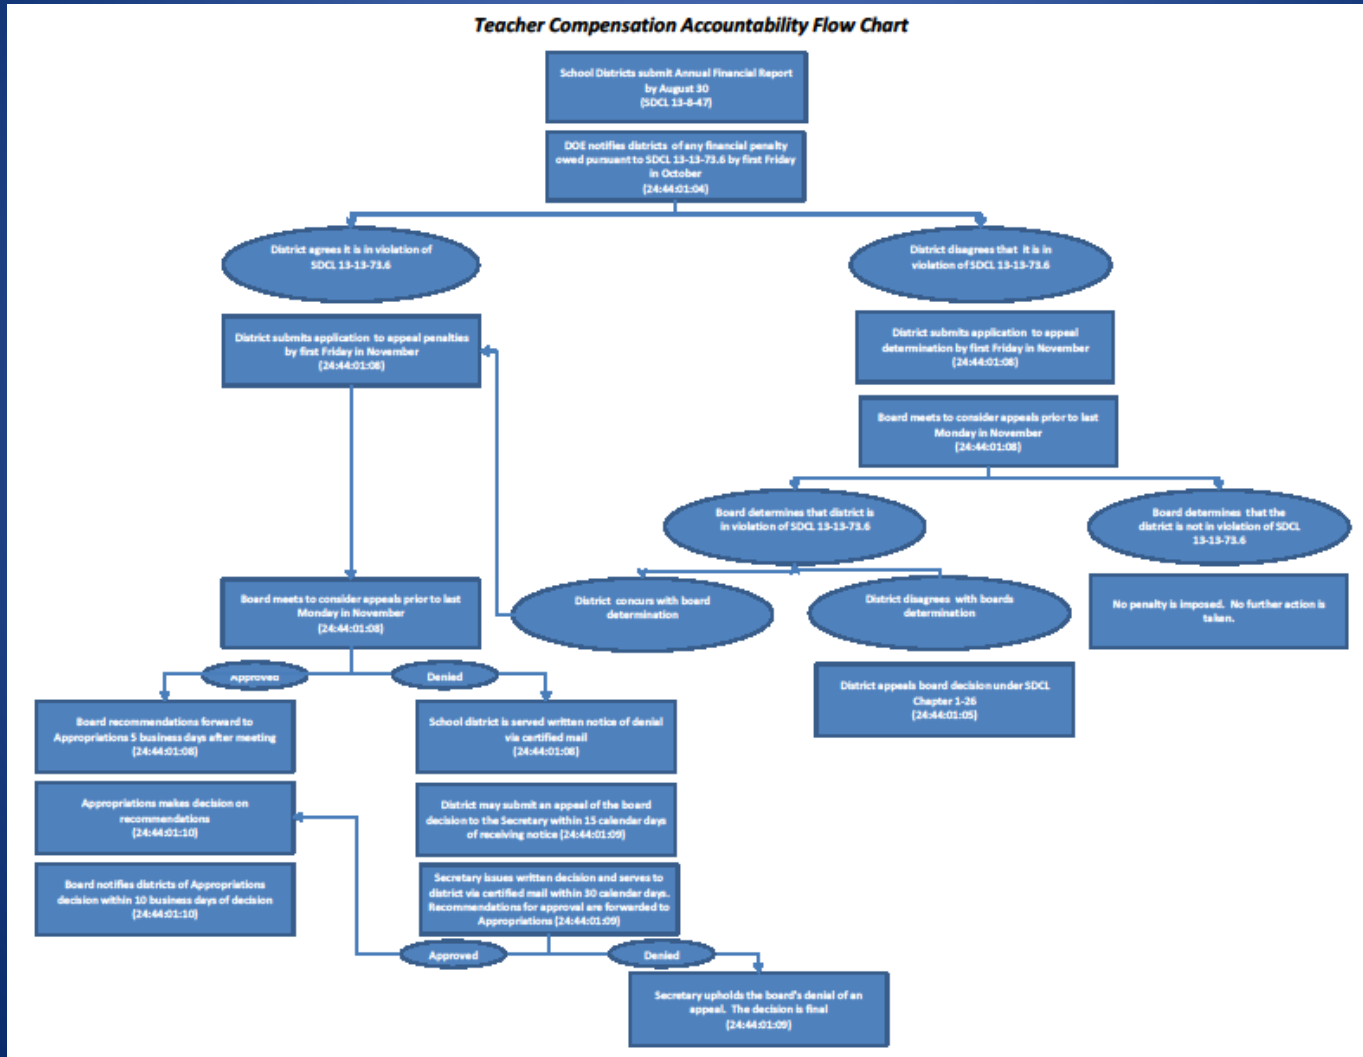 Teacher Compensation Accountability Flow Chart
School Districts submit Annual Financial Report
by August 30
(SDCL 13-8-47)
DOE notifies districts of any financial penalty
owed pursuant to SDCL 13-13-73.6 by first Friday
in October
(24:44:01:04)
District agrees it is in violation of
SDCL 13-13-73.6
District disagrees that it is in
violation of SDCL 13-13-73.6
District submits application to appeal penalties
by first Friday in November
(24:44:01:08)
District submits application to appeal
determination by first Friday in November
(24:44:01:08)
Board meets to consider appeals prior to last
Monday in November
(24:44:01:08)
Board determines that district is
in violation of SDCL 13-13-73.6
Board determines that the
district is not in violation of SDCL
13-13-73.6
Board meets to consider appeals prior to last
Monday in November
(24:44:01:08)
District concurs with board
determination
District disagrees with boards
determination
No penalty is imposed. No further action is
taken.
Approved
Denied
District appeals board decision under SDCL
Chapter 1-26
(24:44:01:05)
Board recommendations forward to
Appropriations 5 business days after meeting
(24:44:01:08)
School district is served written notice of denial
via certified mail
(24:44:01:08)
Appropriations makes decision on
recommendations
(24:44:01:10)
District may submit an appeal of the board
decision to the Secretary within 15 calendar days
of receiving notice (24:44:01:09)
Board notifies districts of Appropriations
decision within 10 business days of decision
(24:44:01:10)
Secretary issues written decision and serves to
district via certified mail within 30 calendar days.
Recommendations for approval are forwarded to
Appropriations (24:44:01:09)
Approved
Denied
Secretary upholds the board's denial of an
appeal. The decision is final
(24:44:01:09)